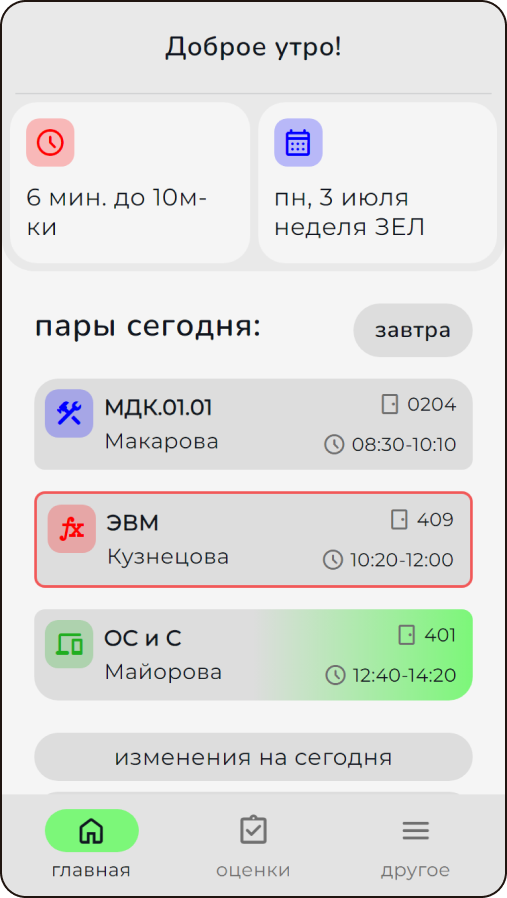 Доброе утро!
6 мин. до 10м-
ки
пн, 3 июля
неделя ЗЕЛ
пары сегодня:
завтра
МДК.01.01
0204
Макарова
08:30-10:10
ЭВМ
409
Кузнецова
10:20-12:00
ОС и С
401
Майорова
12:40-14:20
изменения на сегодня
главная
оценки
другое